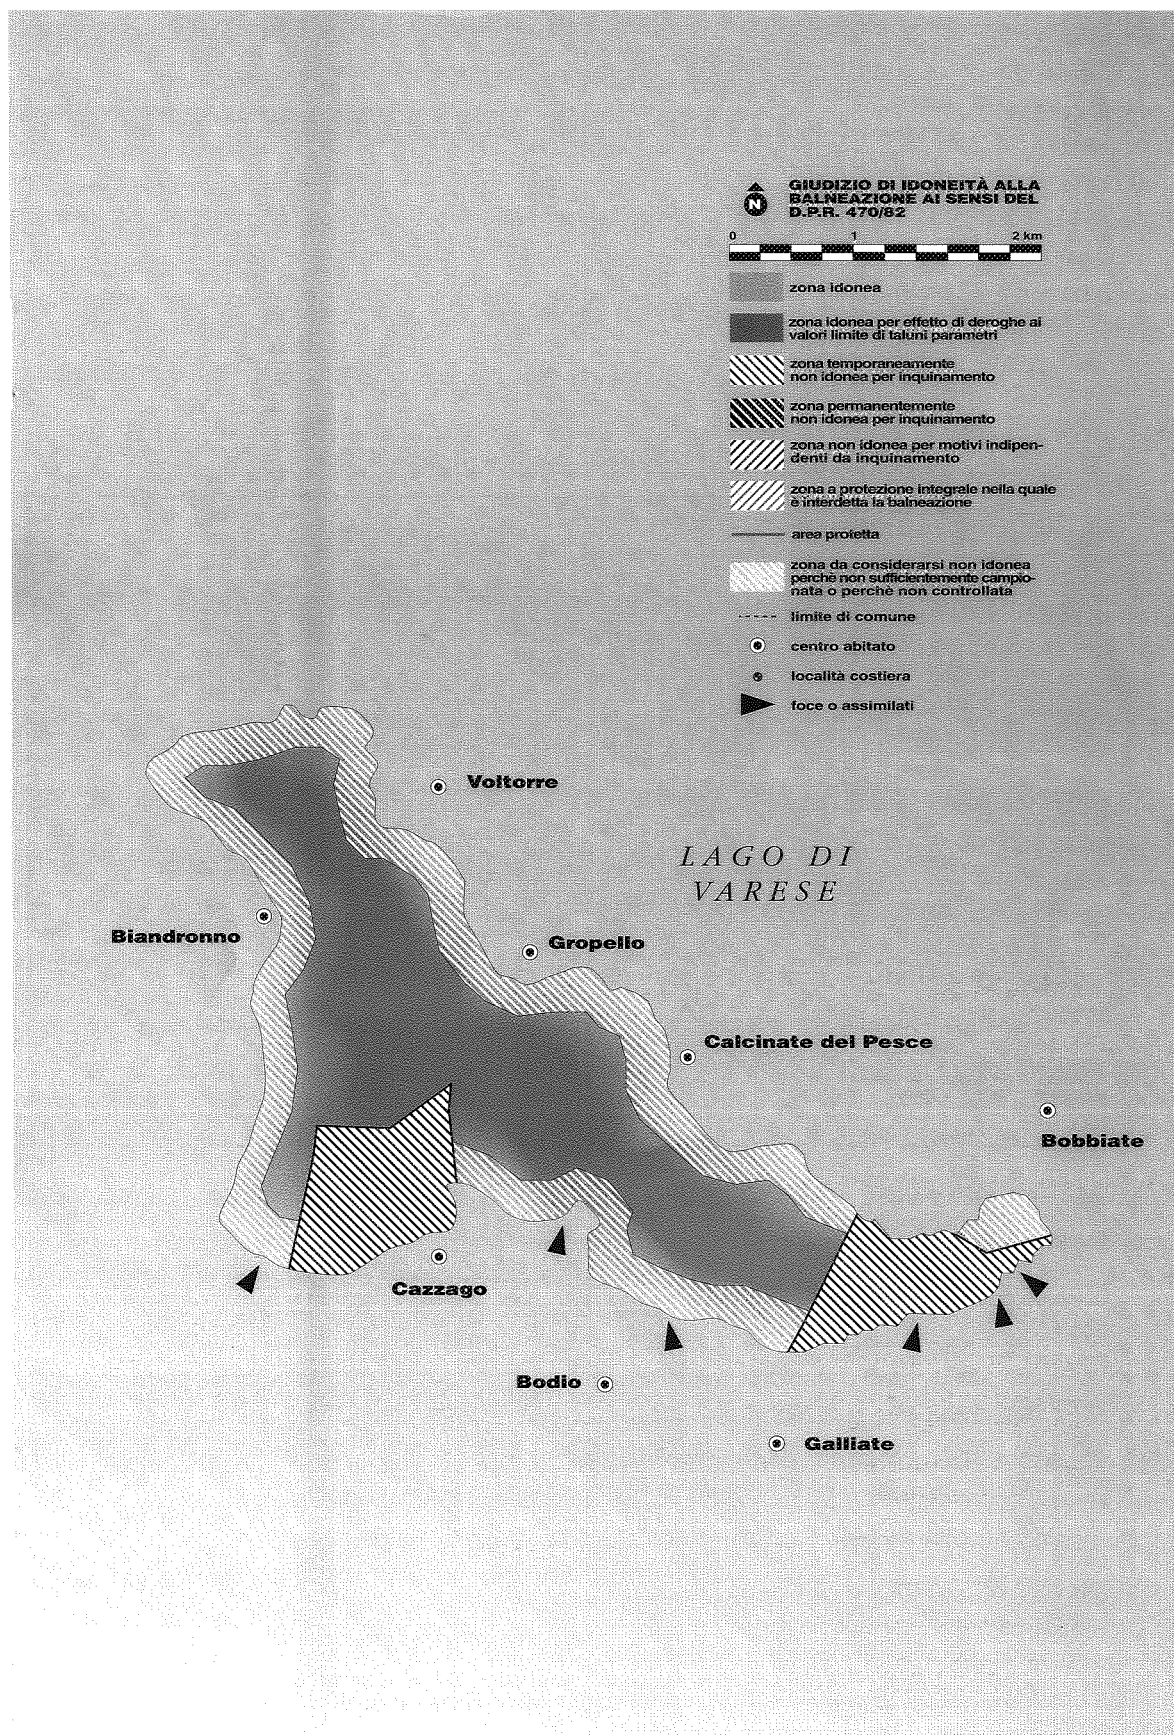 N
GIUDIZIO DI IDONEITÀ ALLA
BALNEAZIONE AI SENSI DEL
D.P.R. 470/82
0 1 2 km
zona idonea
zona idonea per effetto di deroghe ai
valori limite di taluni parametri
zona temporaneamente
non idonea per inquinamento
zona permanentemente
non idonea per inquinamento
zona non idonea per motivi indipen-
denti da inquinamento
zona a protezione integrale nella quale
è interdetta la balneazione
area protetta
zona da considerarsi non idonea
perchè non sufficientemente campio-
nata o perchè non controllata
limite di comune
centro abitato
località costiera
foce o assimilati
Voltorre
LAGO DI
VARESE
Biandronno
Gropello
Calcinate del Pesce
Bobbiate
Cazzago
Bodio
Galliate